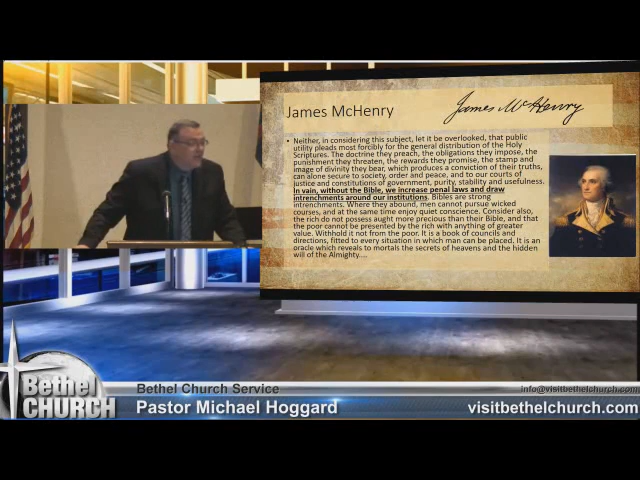 James McHenry
James McHenry
• Neither, in considering this subject, let it be overlooked, that public
utility pleads most forcibly for the general distribution of the Holy
Scriptures. The doctrine they preach, the obligations they impose, the
punishment they threaten, the rewards they promise, the stamp and
image of divinity they bear, which produces a conviction of their truths,
can alone secure to society, order and peace, and to our courts of
justice and constitutions of government, purity, stability and usefulness.
In vain, without the Bible, we increase penal laws and draw
intrenchments around our institutions. Bibles are strong
intrenchments. Where they abound, men cannot pursue wicked
courses, and at the same time enjoy quiet conscience. Consider also,
the rich do not possess aught more precious than their Bible, and that
the poor cannot be presented by the rich with anything of greater
value. Withhold it not from the poor. It is a book of councils and
directions, fitted to every situation in which man can be placed. It is an
oracle which reveals to mortals the secrets of heavens and the hidden
will of the Almighty....
Bethel
CHURCH
Bethel Church Service
info@visitbethelchurch.com
Pastor Michael Hoggard
visitbethelchurch.com